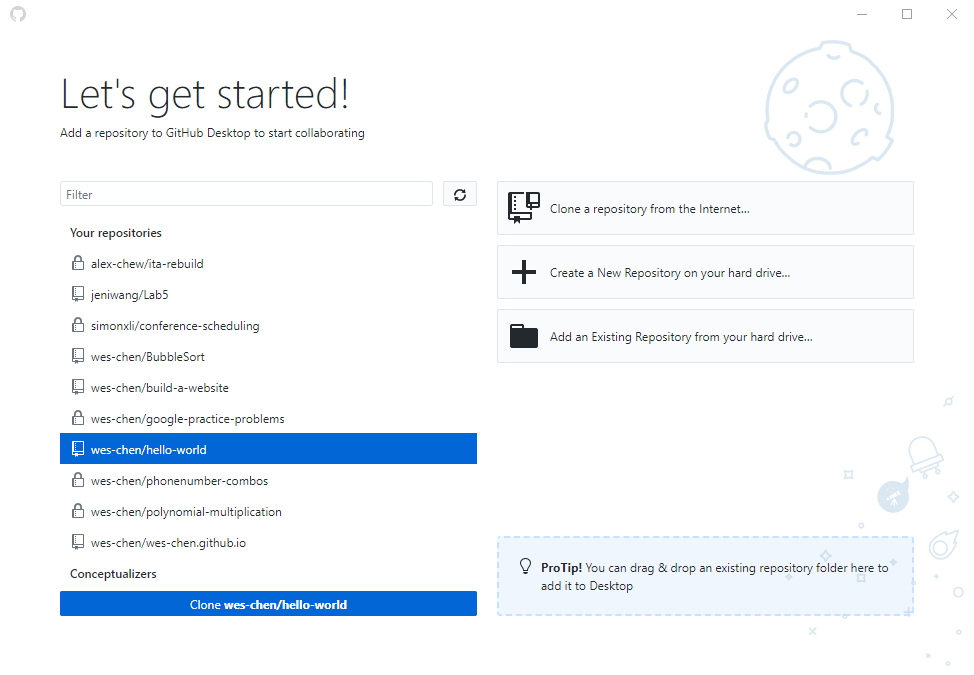 Let's get started!
Add a repository to GitHub Desktop to start collaborating
Filter
Your repositories
alex-chew/ita-rebuild
jeniwang/Lab5
simonxli/conference-scheduling
wes-chen/BubbleSort
wes-chen/build-a-website
wes-chen/google-practice-problems
wes-chen/hello-world
wes-chen/phonenumber-combos
wes-chen/polynomial-multiplication
wes-chen/wes-chen.github.io
Conceptualizers
Clone wes-chen/hello-world
Clone a repository from the Internet...
Create a New Repository on your hard drive...
Add an Existing Repository from your hard drive...
ProTip! You can drag & drop an existing repository folder here to
add it to Desktop